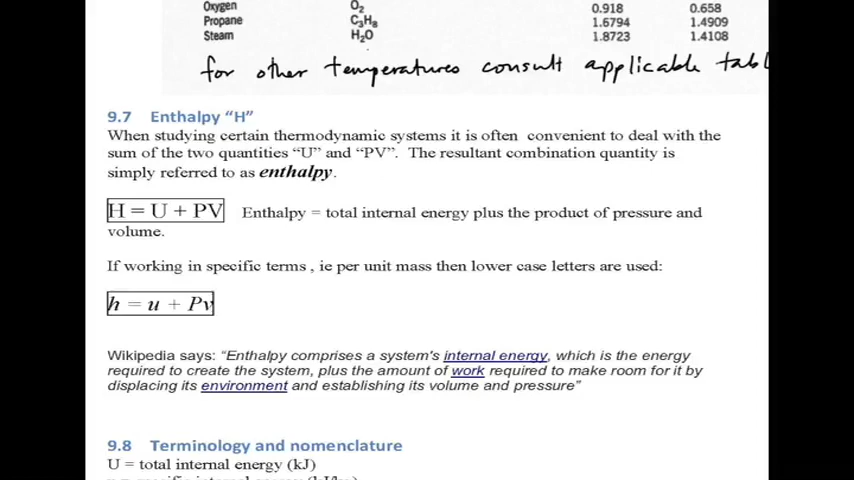 Oxygen O₂ 0.918 0.658
Propane C₃H₈ 1.6794 1.4909
Steam H₂O 1.8723 1.4108
for other temperatures consult applicable tabl
9.7 Enthalpy “H”
When studying certain thermodynamic systems it is often convenient to deal with the
sum of the two quantities “U” and “PV”. The resultant combination quantity is
simply referred to as enthalpy.
H = U + PV Enthalpy = total internal energy plus the product of pressure and
volume.
If working in specific terms , ie per unit mass then lower case letters are used:
h = u + Pv
Wikipedia says: “Enthalpy comprises a system's internal energy, which is the energy
required to create the system, plus the amount of work required to make room for it by
displacing its environment and establishing its volume and pressure”
9.8 Terminology and nomenclature
U = total internal energy (kJ)